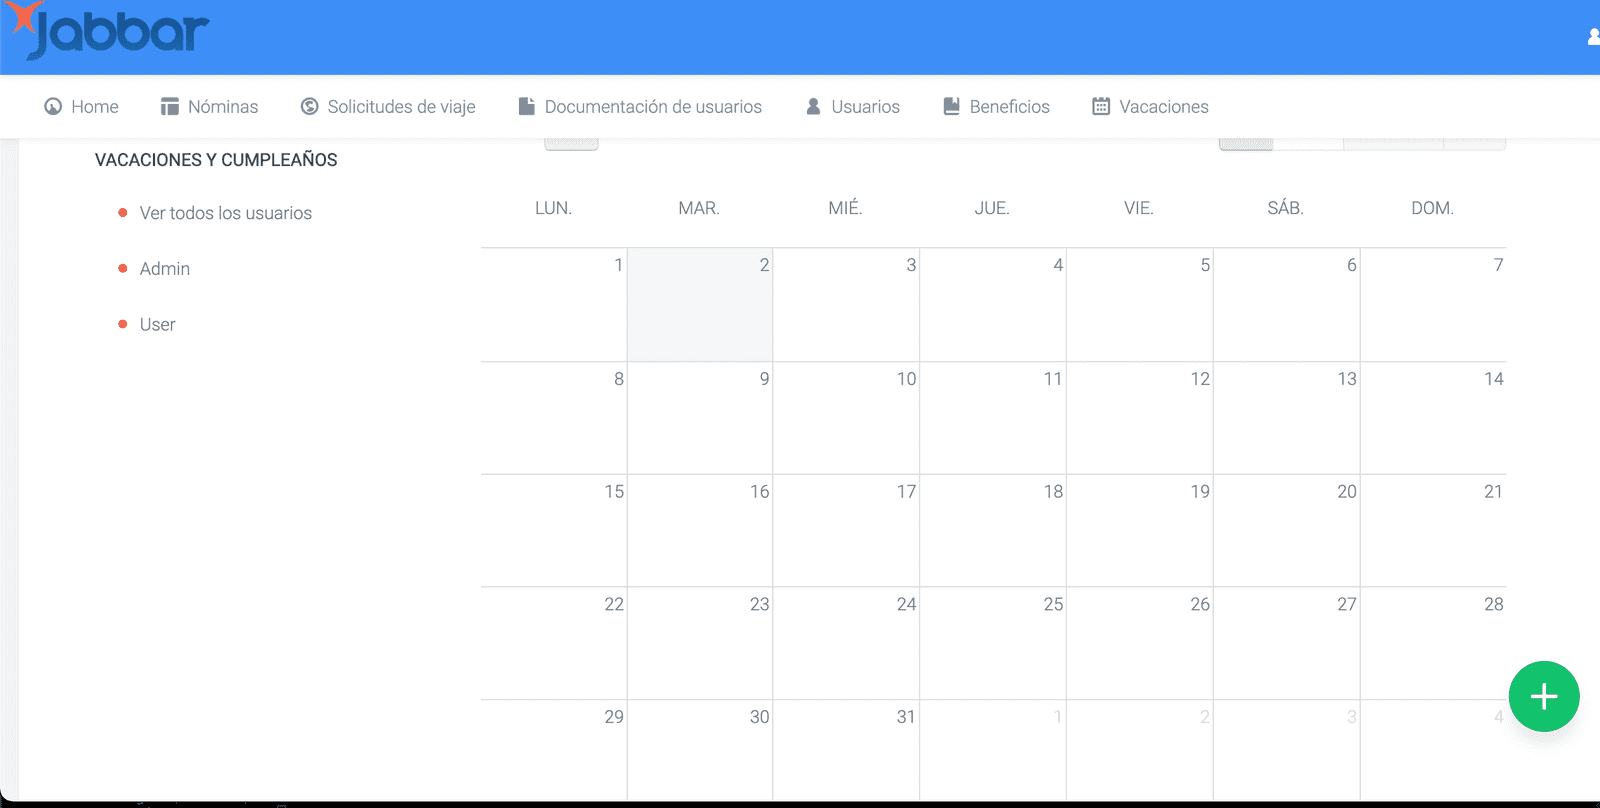 Jabbar
Home Nóminas Solicitudes de viaje Documentación de usuarios Usuarios Beneficios Vacaciones
VACACIONES Y CUMPLEAÑOS
Ver todos los usuarios
Admin
User
LUN. MAR. MIÉ. JUE. VIE. SÁB. DOM.
1 2 3 4 5 6 7
8 9 10 11 12 13 14
15 16 17 18 19 20 21
22 23 24 25 26 27 28
29 30 31 1 2 3 4